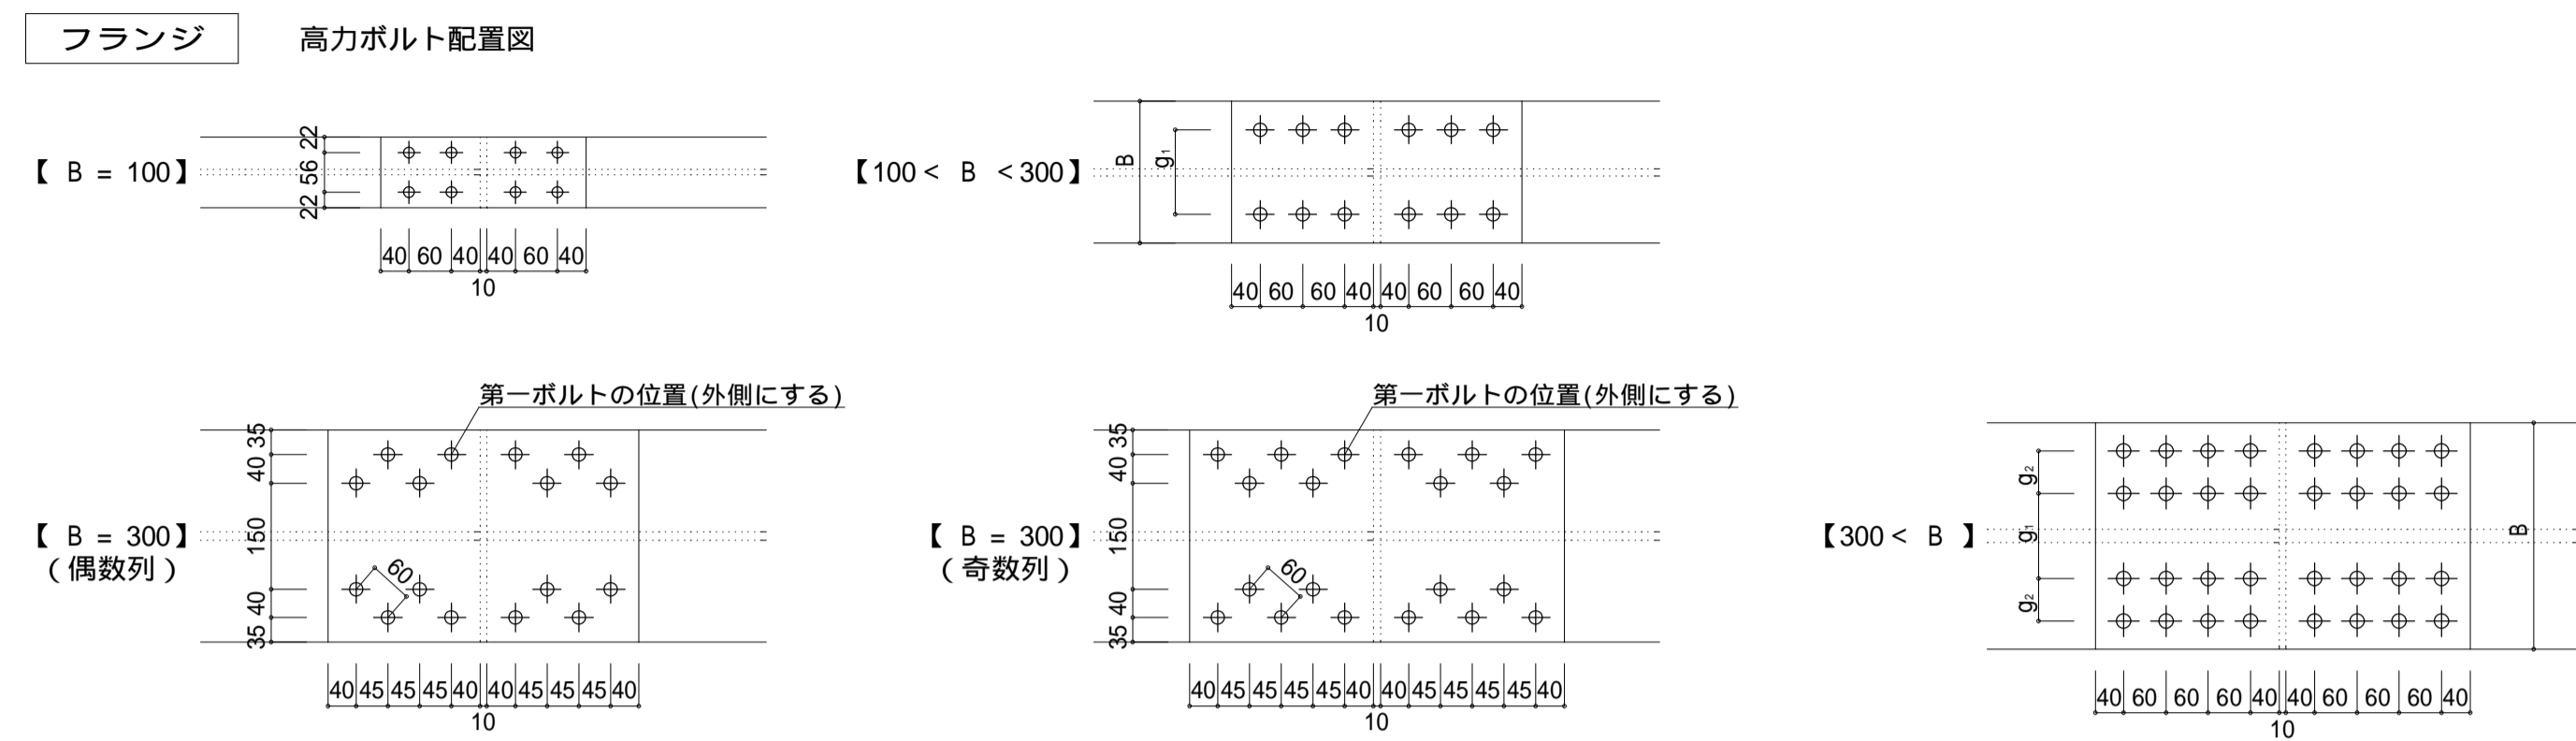 フランジ 高力ボルト配置図
【 B = 100】
22
56
22
40 60 40 40 60 40
10
【100< B <300】
B
g1
40 60 60 40 40 60 60 40
10
【 B = 300】
(偶数列)
第一ボルトの位置(外側にする)
35
40
150
40
35
60
40 45 45 45 40 40 45 45 45 40
10
【 B = 300】
(奇数列)
第一ボルトの位置(外側にする)
35
40
150
40
35
60
40 45 45 45 45 40 40 45 45 45 45 40
10
【300< B 】
g2
g1
g2
B
40 60 60 60 40 40 60 60 60 40
10